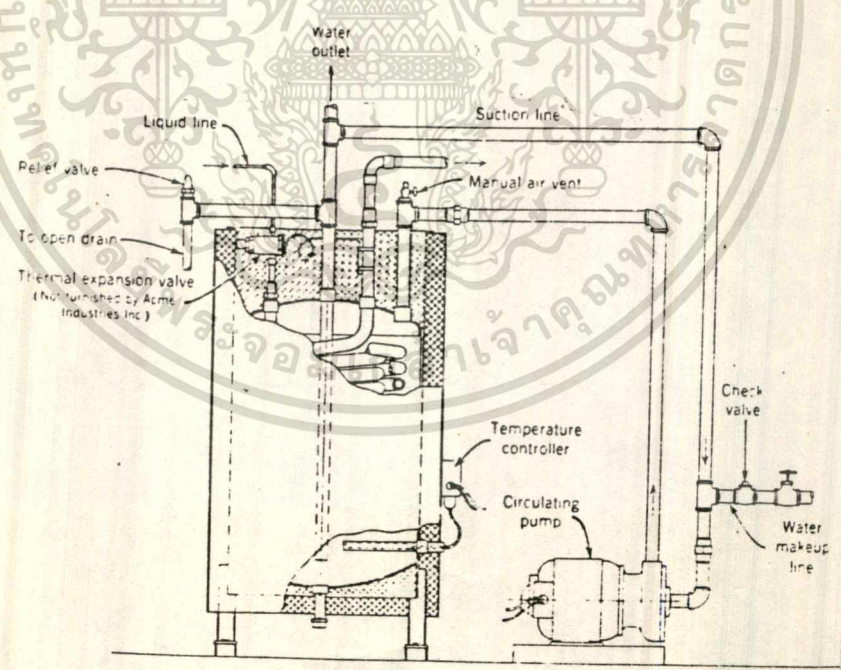 Water
outlet
Liquid line
Suction line
Relief valve
Manual air vent
To open drain
Thermal expansion valve
(Not furnished by Acme
Industries Inc)
Check
valve
Temperature
controller
Circulating
pump
Water
makeup
line